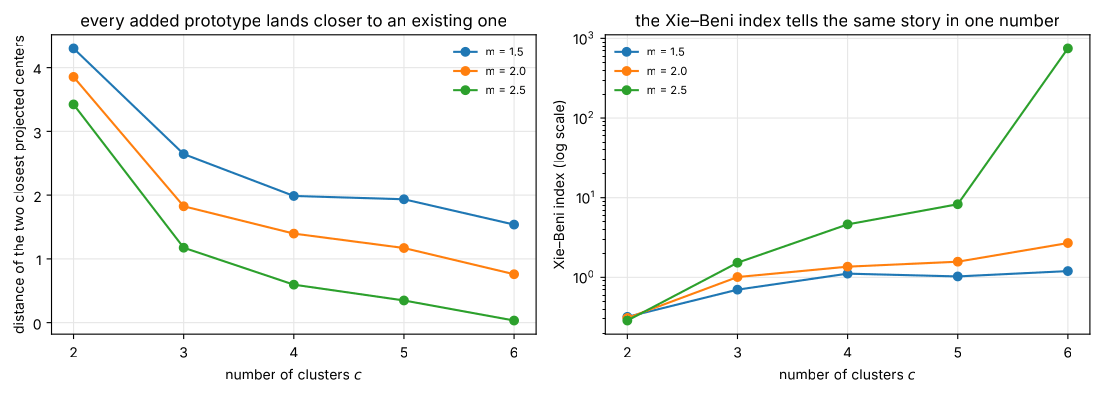 every added prototype lands closer to an existing one
distance of the two closest projected centers
4
3
2
1
0
m = 1.5
m = 2.0
m = 2.5
2 3 4 5 6
number of clusters c
the Xie–Beni index tells the same story in one number
Xie–Beni index (log scale)
10³
10²
10¹
10⁰
m = 1.5
m = 2.0
m = 2.5
2 3 4 5 6
number of clusters c